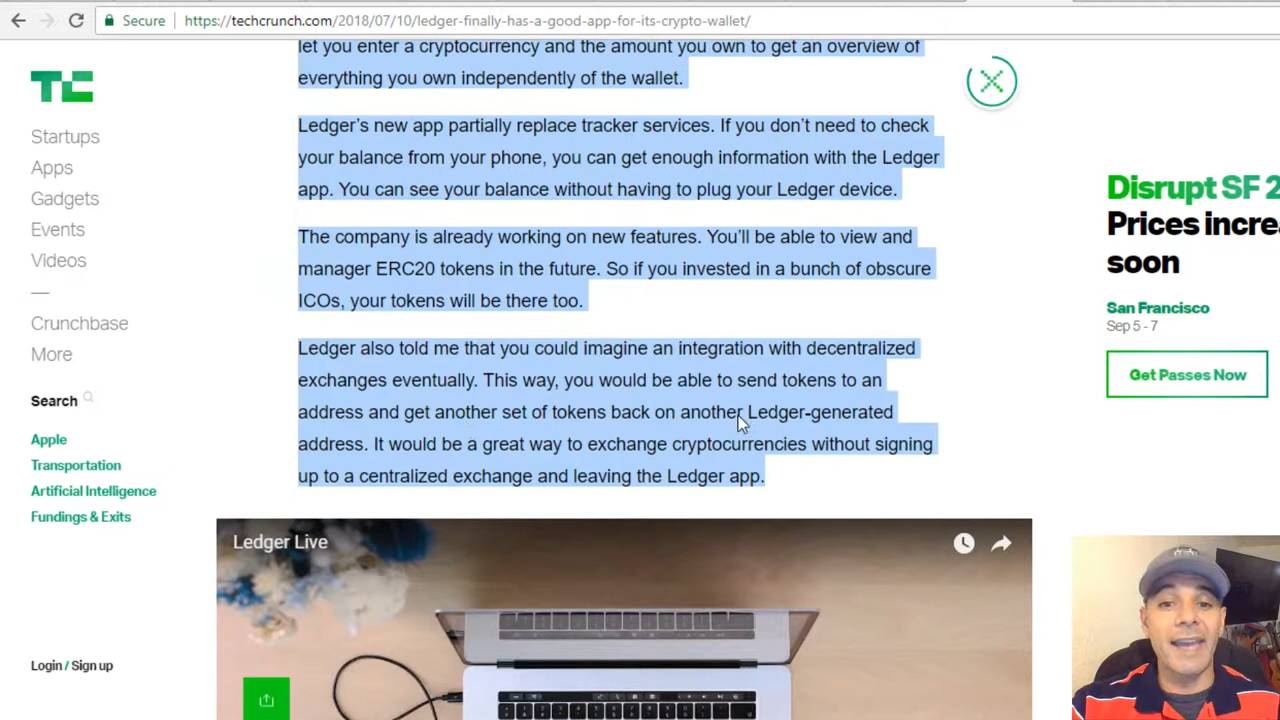 Secure
https://techcrunch.com/2018/07/10/ledger-finally-has-a-good-app-for-its-crypto-wallet/
TC
Startups
Apps
Gadgets
Events
Videos
—
Crunchbase
More
Search
Apple
Transportation
Artificial Intelligence
Fundings & Exits
Login / Sign up
let you enter a cryptocurrency and the amount you own to get an overview of
everything you own independently of the wallet.
Ledger’s new app partially replace tracker services. If you don’t need to check
your balance from your phone, you can get enough information with the Ledger
app. You can see your balance without having to plug your Ledger device.
The company is already working on new features. You’ll be able to view and
manager ERC20 tokens in the future. So if you invested in a bunch of obscure
ICOs, your tokens will be there too.
Ledger also told me that you could imagine an integration with decentralized
exchanges eventually. This way, you would be able to send tokens to an
address and get another set of tokens back on another Ledger-generated
address. It would be a great way to exchange cryptocurrencies without signing
up to a centralized exchange and leaving the Ledger app.
Ledger Live
Disrupt SF 2
Prices increa
soon
San Francisco
Sep 5 - 7
Get Passes Now